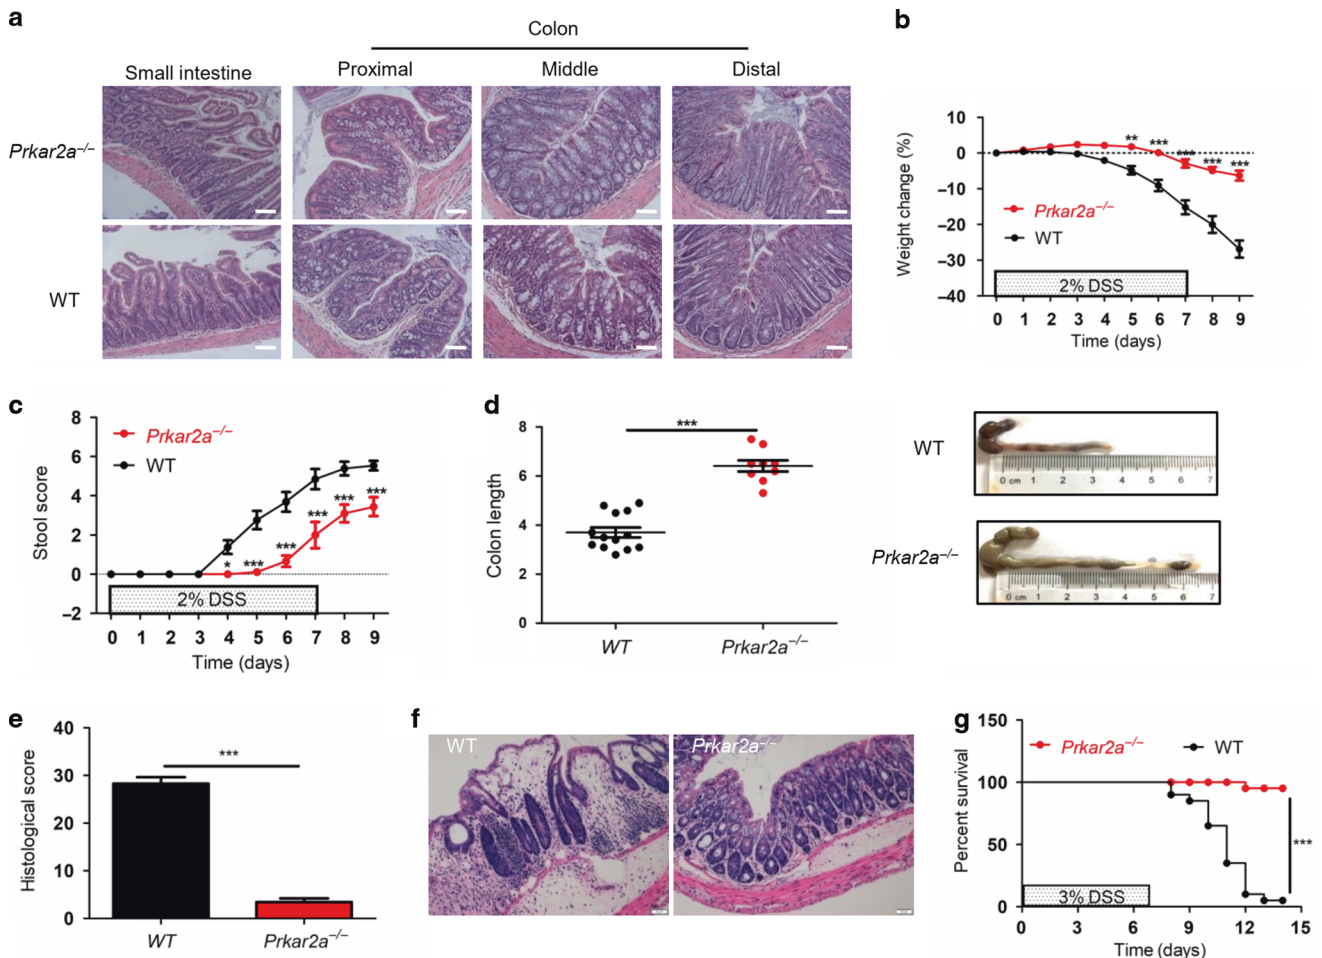 a
Colon
Small intestine Proximal Middle Distal
Prkar2a–/–
WT
b
Weight change (%)
10
0
–10
–20
–30
–40
** *** *** *** ***
Prkar2a–/–
WT
2% DSS
0 1 2 3 4 5 6 7 8 9
Time (days)
c
Stool score
8
6
4
2
0
–2
Prkar2a–/–
WT
* *** *** *** *** ***
2% DSS
0 1 2 3 4 5 6 7 8 9
Time (days)
d
Colon length
8
6
4
2
0
***
WT Prkar2a–/–
WT
0 cm 1 2 3 4 5 6 7
Prkar2a–/–
0 cm 1 2 3 4 5 6 7
e
Histological score
40
30
20
10
0
***
WT Prkar2a–/–
f
WT Prkar2a–/–
g
Percent survival
150
100
50
0
Prkar2a–/– WT
***
3% DSS
0 3 6 9 12 15
Time (days)